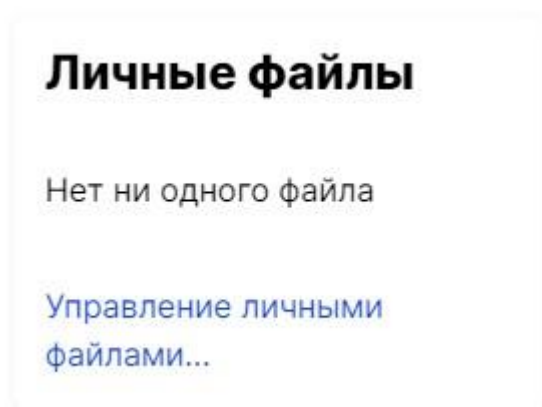 Личные файлы
Нет ни одного файла
Управление личными
файлами...